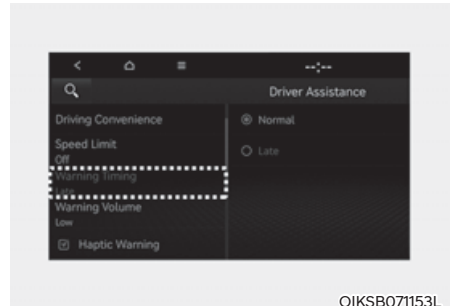 --:--
Driver Assistance
Driving Convenience
Speed Limit
Off
Warning Timing
Late
Warning Volume
Low
Haptic Warning
Normal
Late
OIKSB071153L